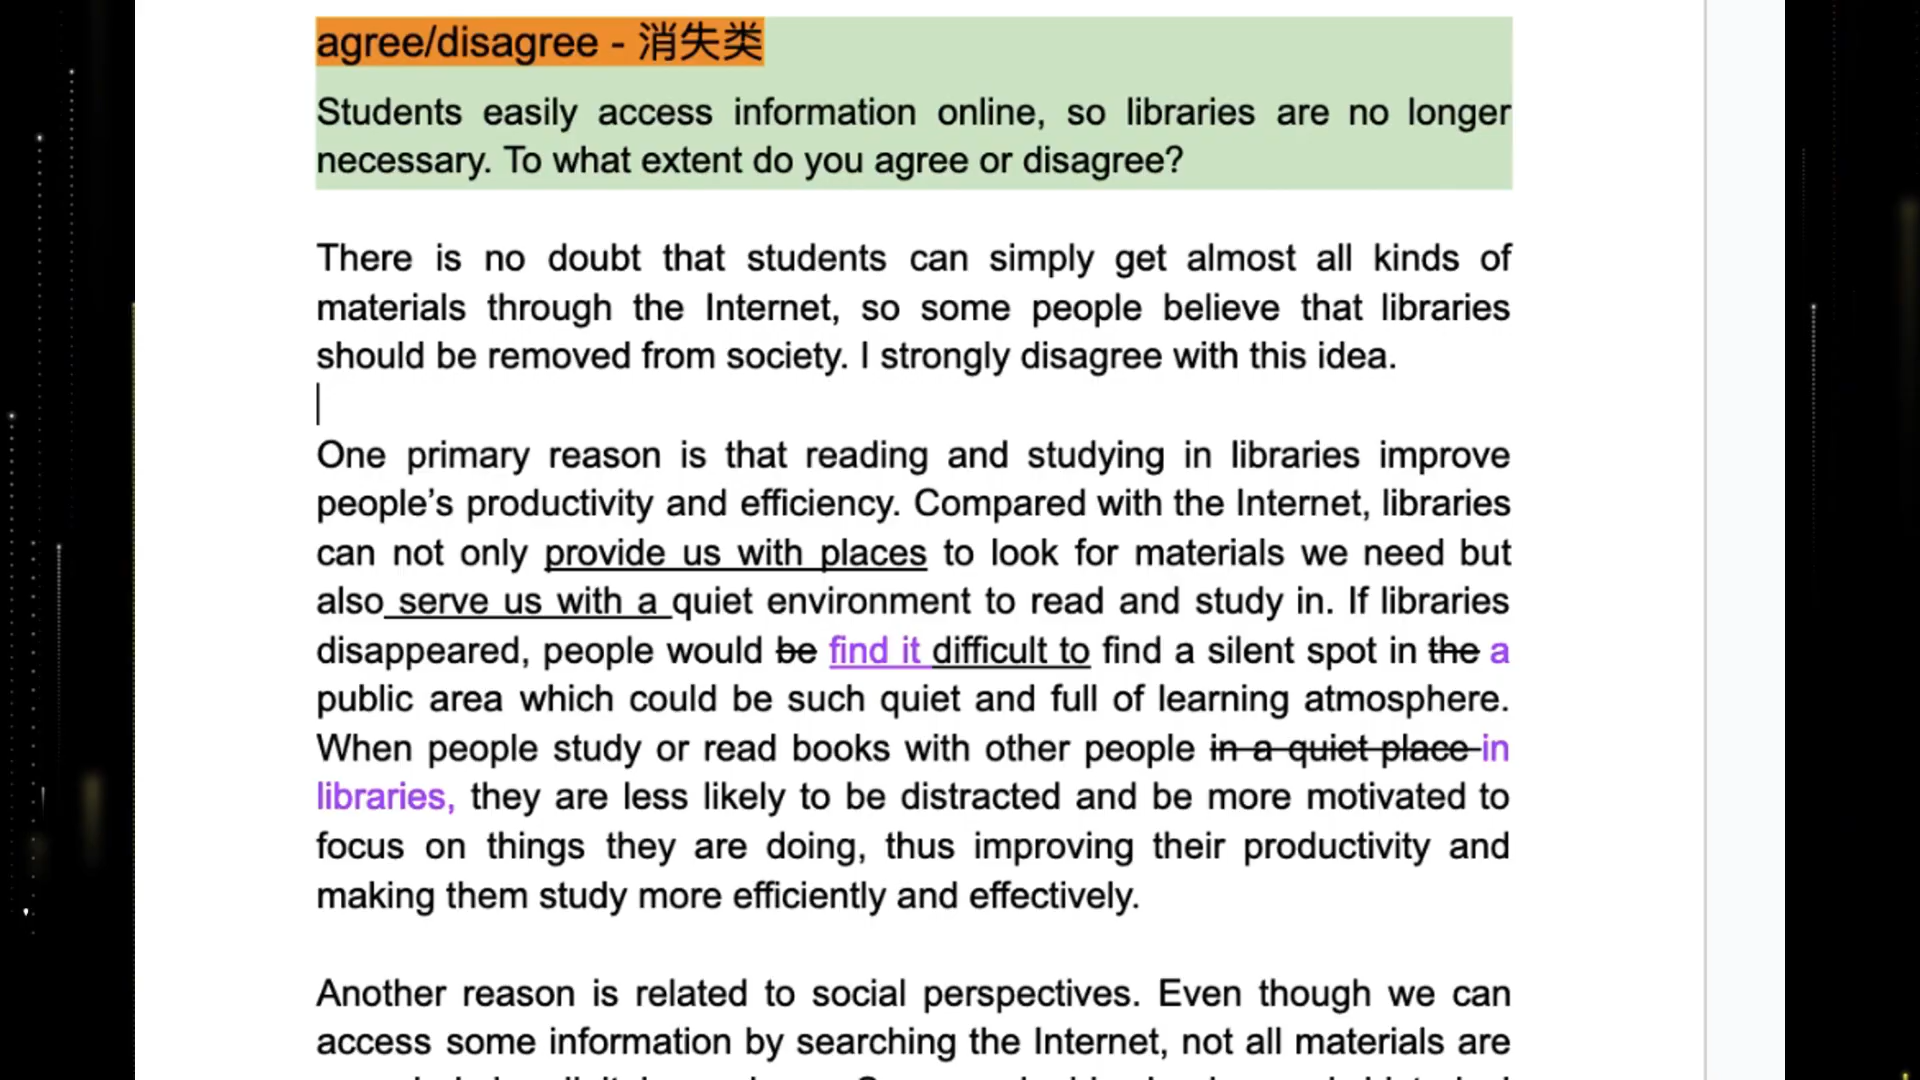 agree/disagree - 消失类
Students easily access information online, so libraries are no longer
necessary. To what extent do you agree or disagree?
There is no doubt that students can simply get almost all kinds of
materials through the Internet, so some people believe that libraries
should be removed from society. I strongly disagree with this idea.
One primary reason is that reading and studying in libraries improve
people’s productivity and efficiency. Compared with the Internet, libraries
can not only provide us with places to look for materials we need but
also serve us with a quiet environment to read and study in. If libraries
disappeared, people would be find it difficult to find a silent spot in the a
public area which could be such quiet and full of learning atmosphere.
When people study or read books with other people in a quiet place in
libraries, they are less likely to be distracted and be more motivated to
focus on things they are doing, thus improving their productivity and
making them study more efficiently and effectively.
Another reason is related to social perspectives. Even though we can
access some information by searching the Internet, not all materials are